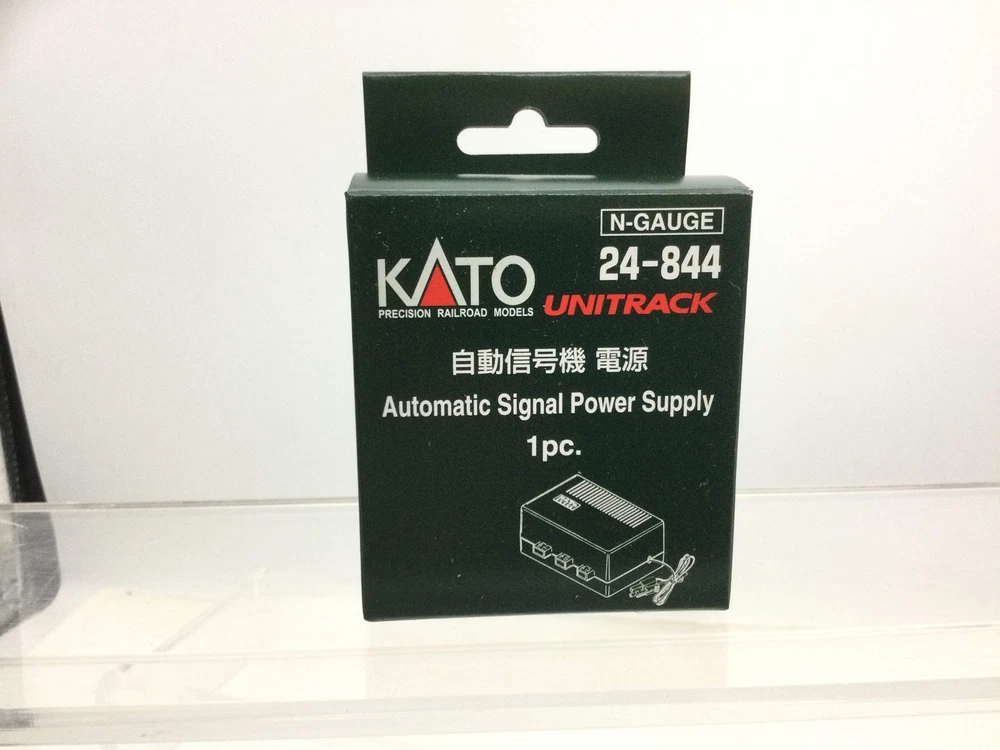 N-GAUGE
24-844
KATO
PRECISION RAILROAD MODELS
UNITRACK
自動信号機 電源
Automatic Signal Power Supply
1pc.
KATO